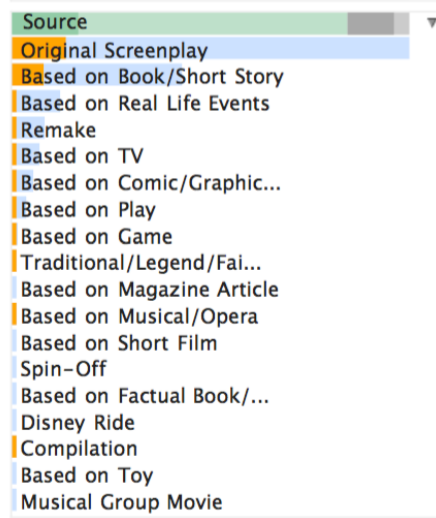 Source
Original Screenplay
Based on Book/Short Story
Based on Real Life Events
Remake
Based on TV
Based on Comic/Graphic...
Based on Play
Based on Game
Traditional/Legend/Fai...
Based on Magazine Article
Based on Musical/Opera
Based on Short Film
Spin-Off
Based on Factual Book/...
Disney Ride
Compilation
Based on Toy
Musical Group Movie